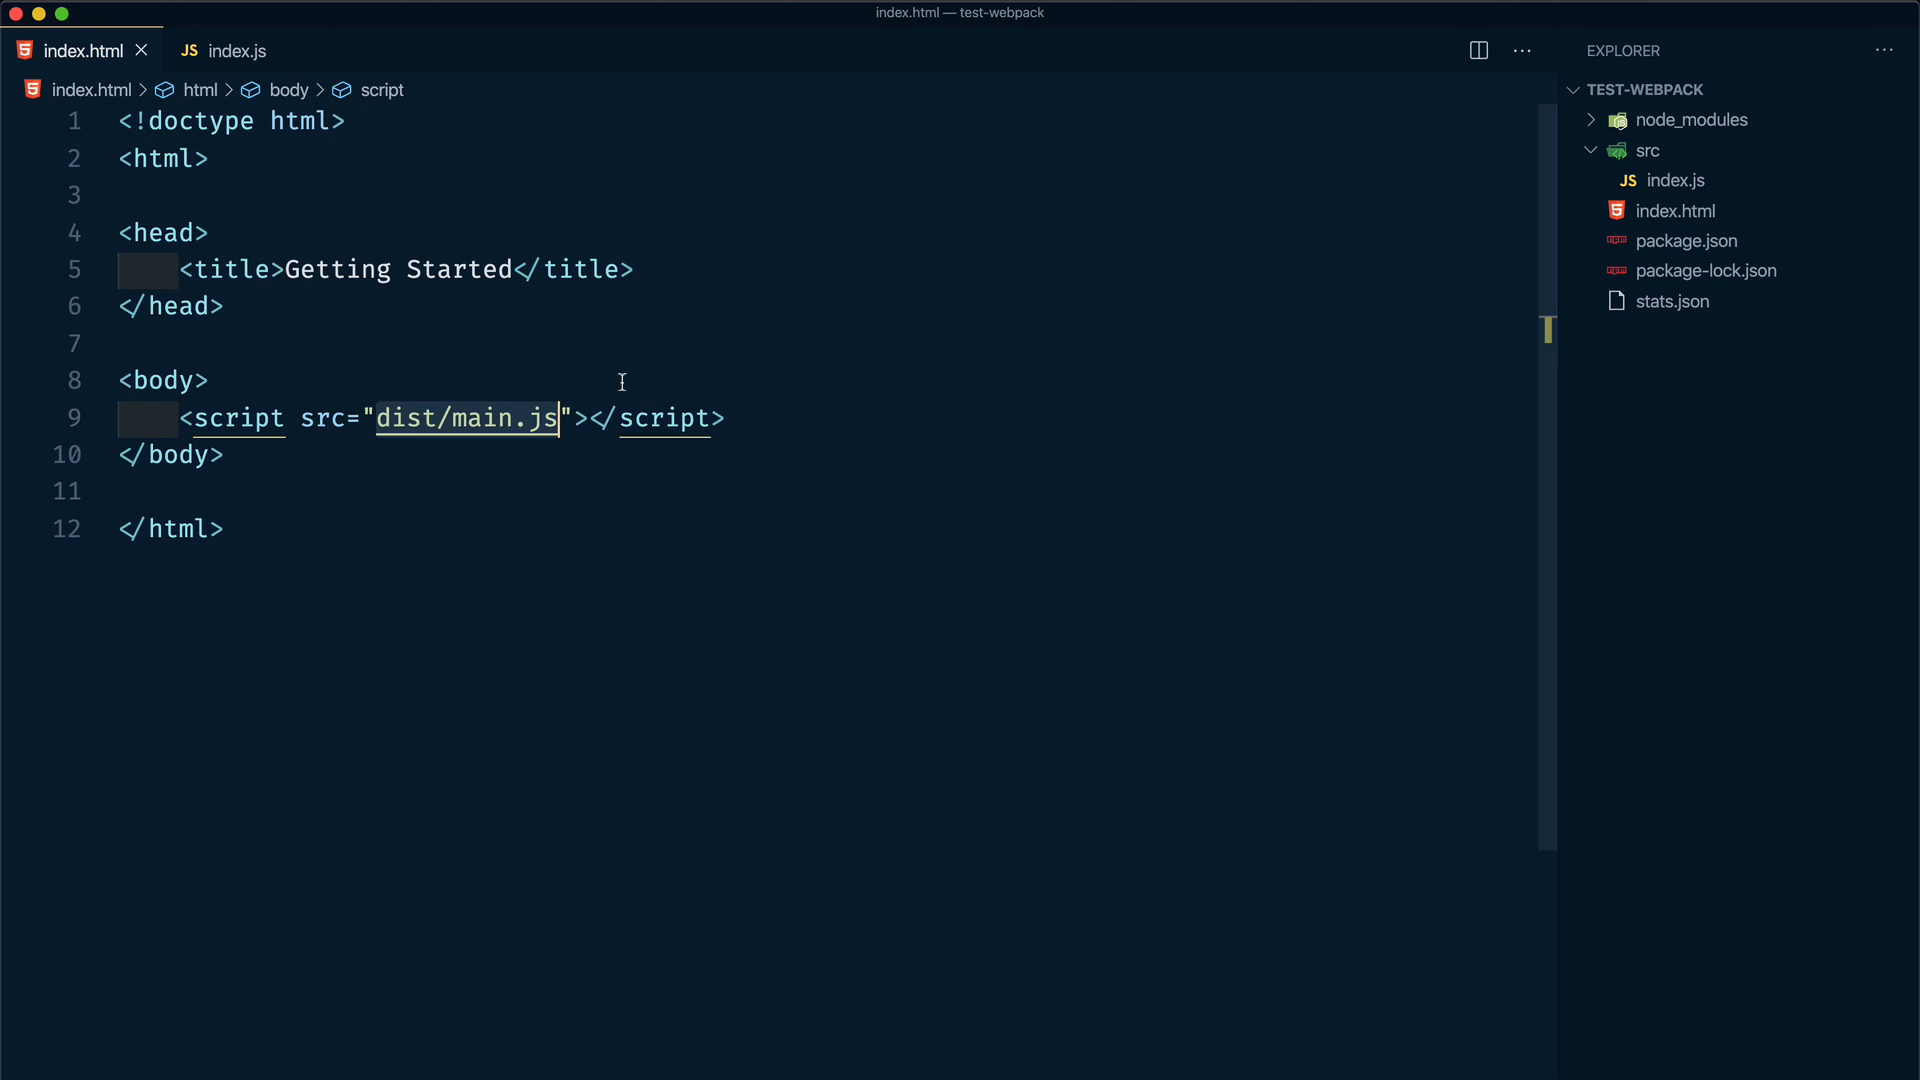 index.html — test-webpack
index.html
JS index.js
EXPLORER
index.html > html > body > script
TEST-WEBPACK
node_modules
src
JS index.js
index.html
package.json
package-lock.json
stats.json
1 <!doctype html>
2 <html>
3
4 <head>
5 <title>Getting Started</title>
6 </head>
7
8 <body>
9 <script src="dist/main.js"></script>
10 </body>
11
12 </html>